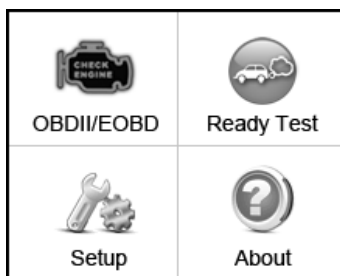 CHECK
ENGINE
OBDII/EOBD
Ready Test
?
Setup
About